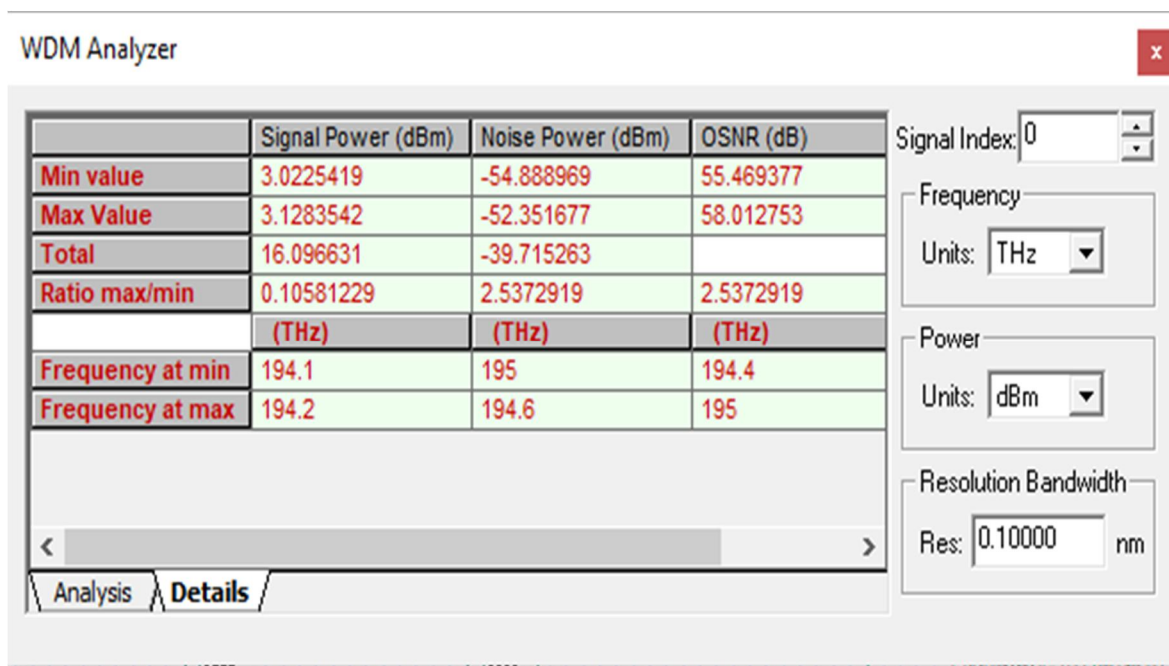 WDM Analyzer
x
Signal Power (dBm) Noise Power (dBm) OSNR (dB)
Min value 3.0225419 -54.888969 55.469377
Max Value 3.1283542 -52.351677 58.012753
Total 16.096631 -39.715263
Ratio max/min 0.10581229 2.5372919 2.5372919
(THz) (THz) (THz)
Frequency at min 194.1 195 194.4
Frequency at max 194.2 194.6 195
Analysis Details
Signal Index: 0
Frequency
Units: THz
Power
Units: dBm
Resolution Bandwidth
Res: 0.10000 nm